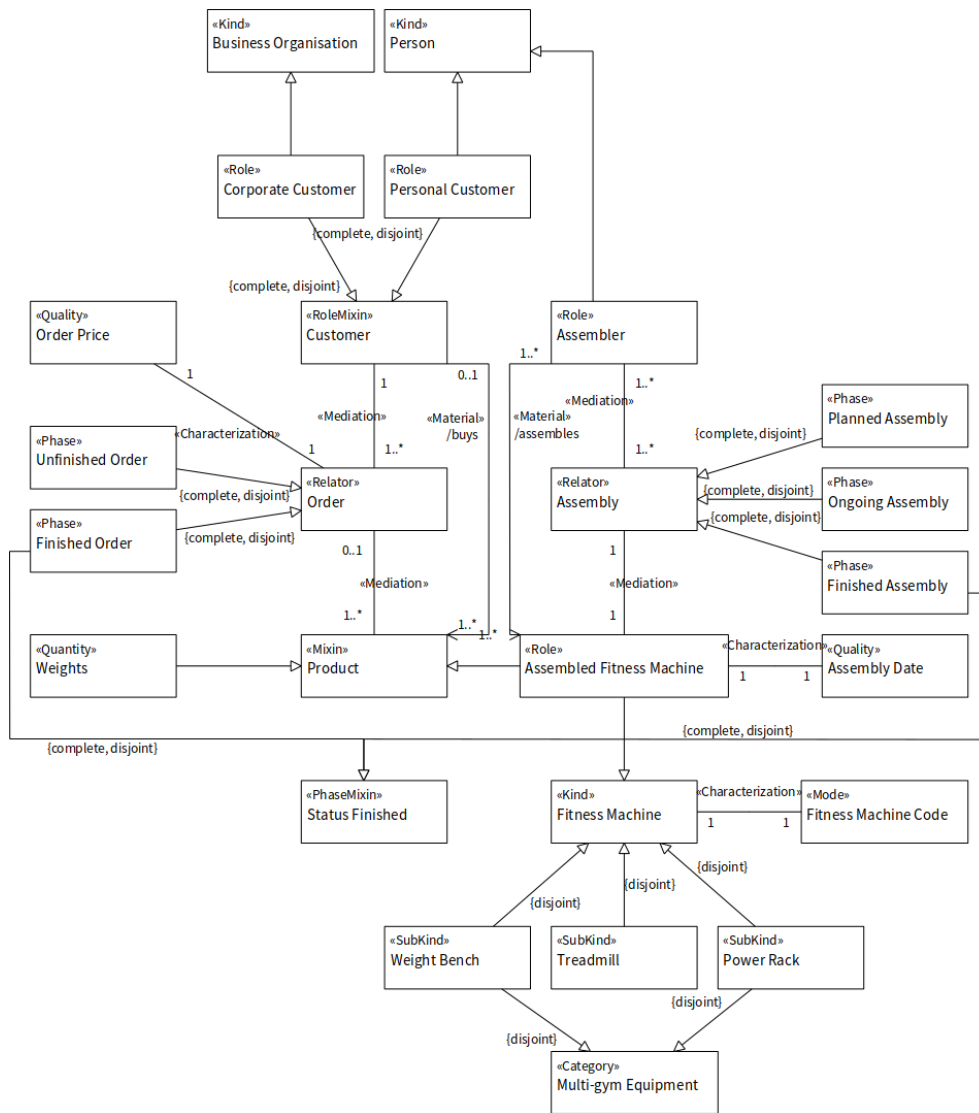 «Kind»
Business Organisation
«Kind»
Person
«Role»
Corporate Customer
«Role»
Personal Customer
{complete, disjoint}
{complete, disjoint}
«Quality»
Order Price
«RoleMixin»
Customer
«Role»
Assembler
1
1
0..1
1..*
1..*
«Mediation»
«Mediation»
«Material»
/buys
«Material»
/assembles
«Phase»
Planned Assembly
«Phase»
Unfinished Order
«Characterization»
1
1..*
1..*
{complete, disjoint}
«Relator»
Order
«Relator»
Assembly
«Phase»
Ongoing Assembly
{complete, disjoint}
{complete, disjoint}
{complete, disjoint}
«Phase»
Finished Order
{complete, disjoint}
0..1
1
«Mediation»
«Mediation»
«Phase»
Finished Assembly
1..*
1..*
1..*
1
«Quantity»
Weights
«Mixin»
Product
«Role»
Assembled Fitness Machine
«Characterization»
1
1
«Quality»
Assembly Date
{complete, disjoint}
{complete, disjoint}
«PhaseMixin»
Status Finished
«Kind»
Fitness Machine
«Characterization»
1
1
«Mode»
Fitness Machine Code
{disjoint}
{disjoint}
{disjoint}
«SubKind»
Weight Bench
«SubKind»
Treadmill
«SubKind»
Power Rack
{disjoint}
{disjoint}
«Category»
Multi-gym Equipment